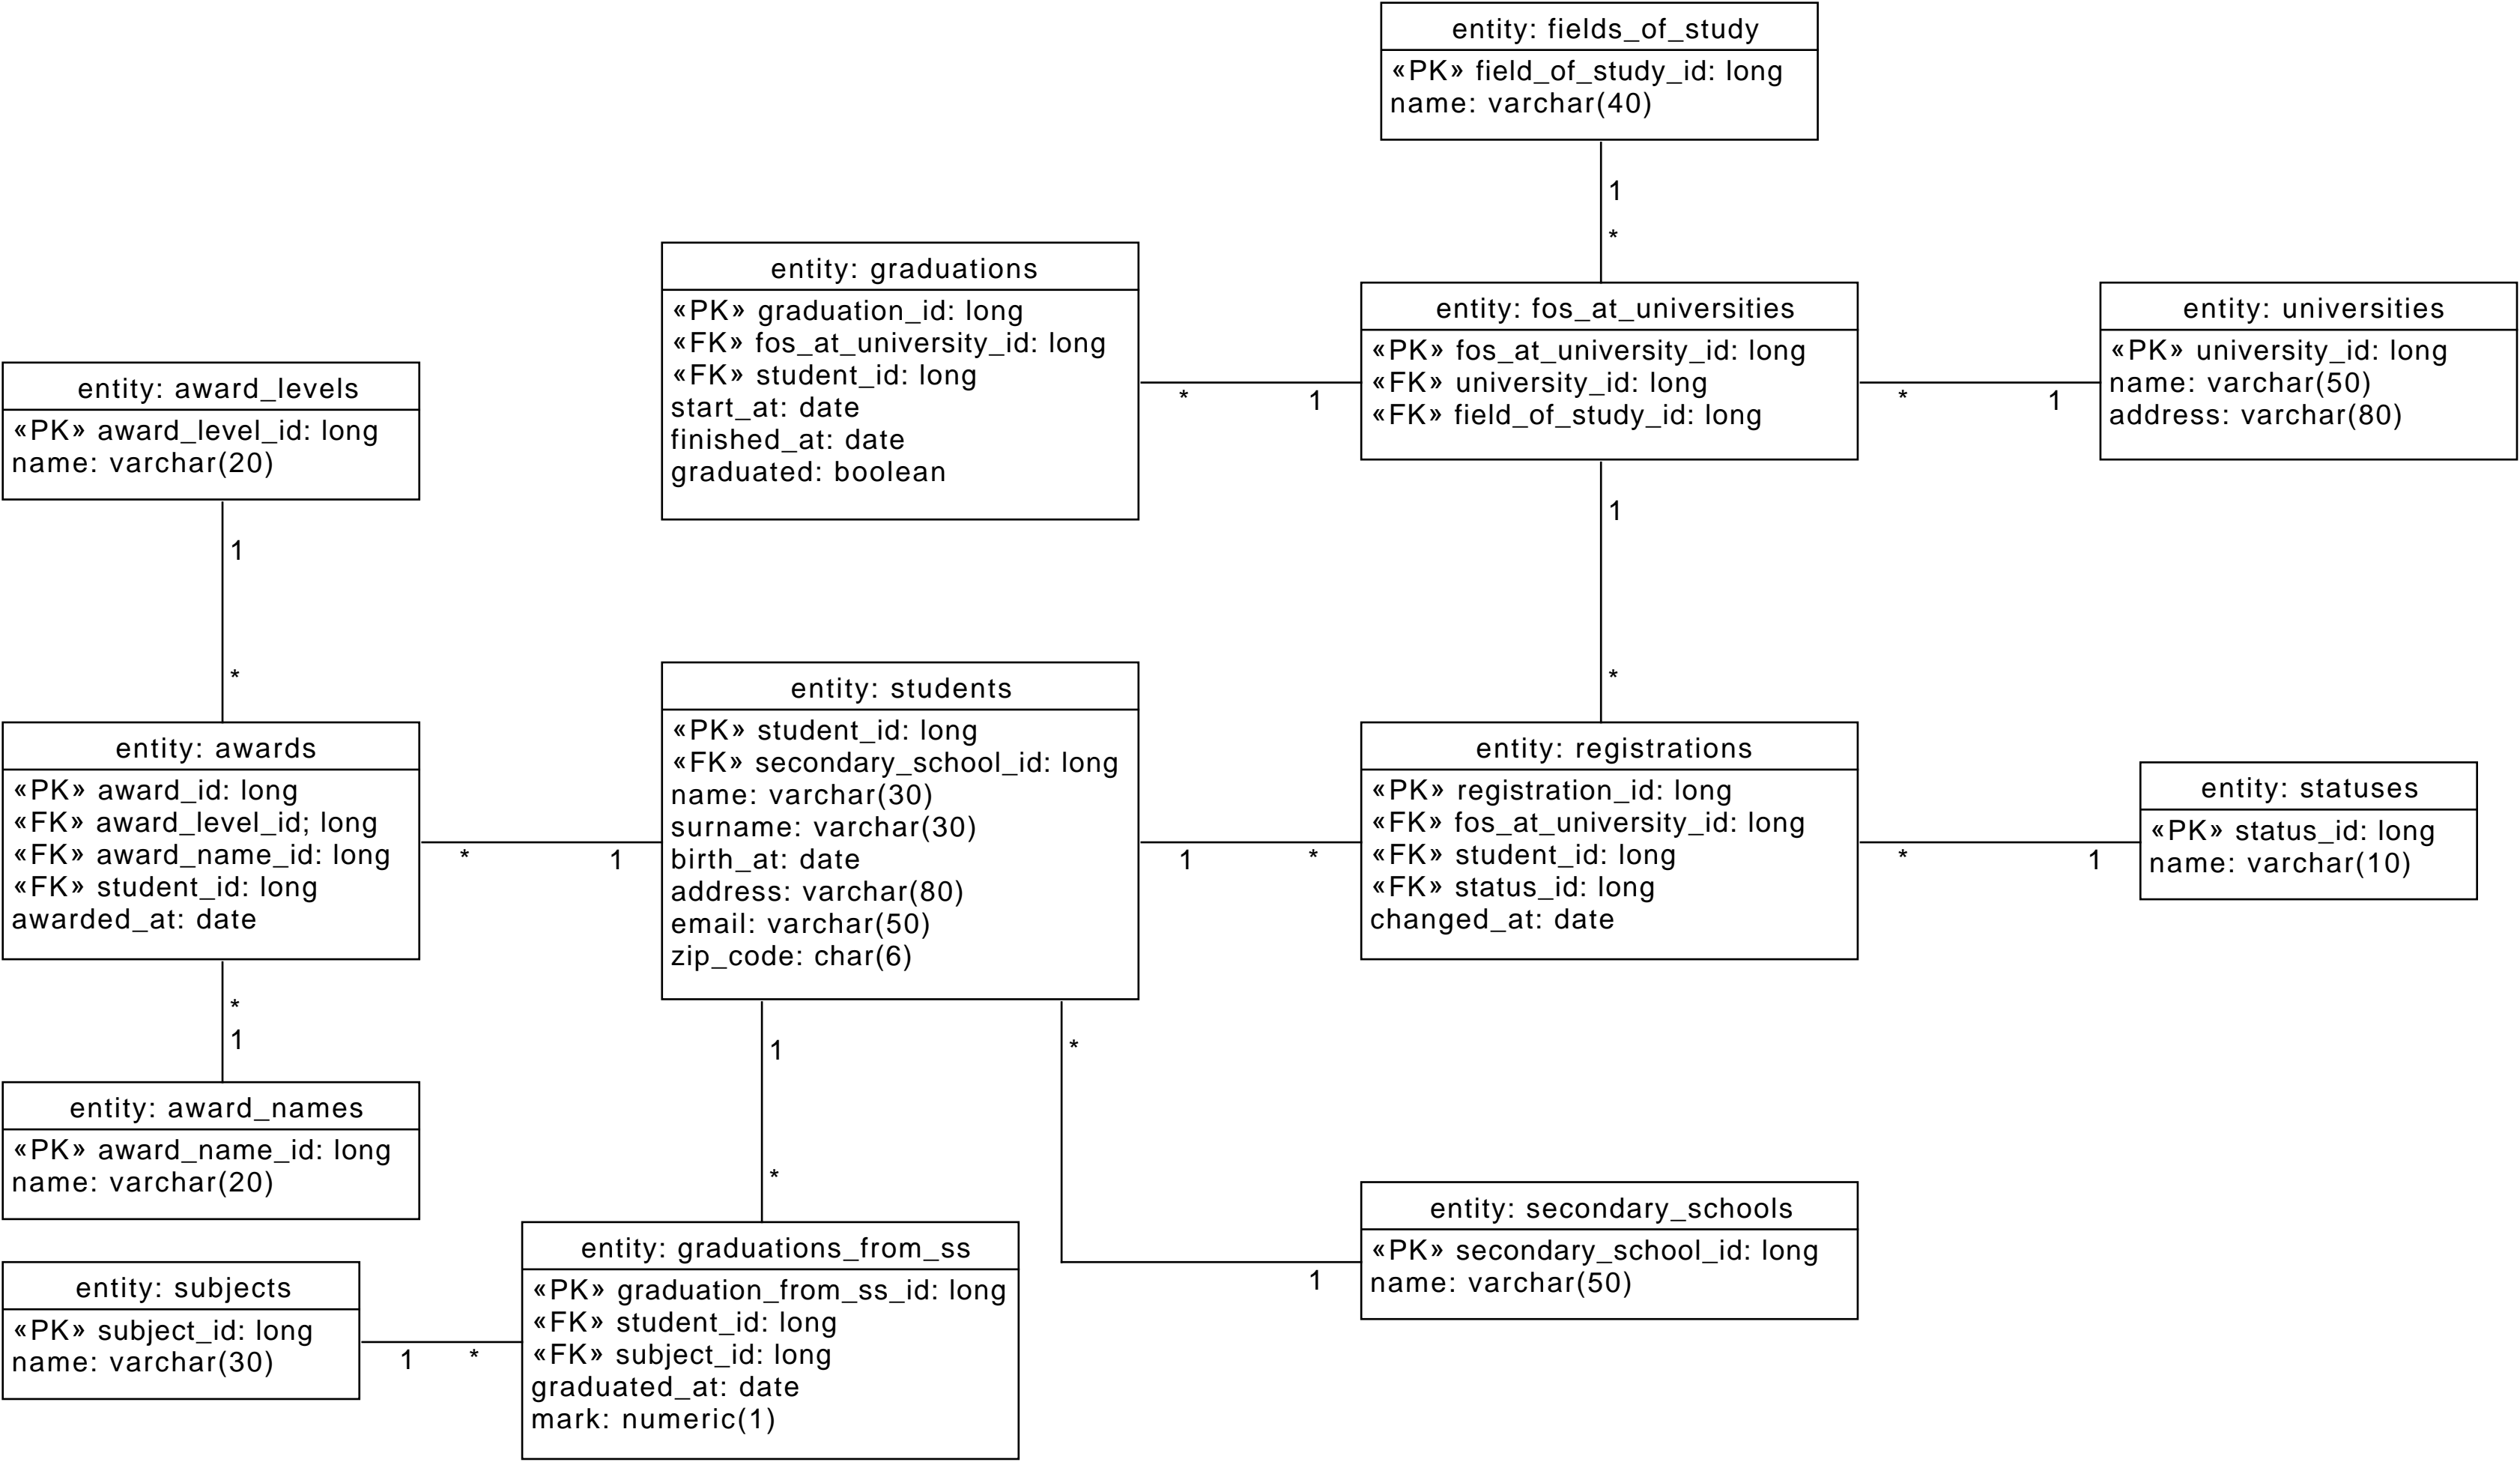 entity: fields_of_study
«PK» field_of_study_id: long
name: varchar(40)
1
*
entity: graduations
«PK» graduation_id: long
«FK» fos_at_university_id: long
«FK» student_id: long
start_at: date
finished_at: date
graduated: boolean
*
1
entity: fos_at_universities
«PK» fos_at_university_id: long
«FK» university_id: long
«FK» field_of_study_id: long
*
1
entity: universities
«PK» university_id: long
name: varchar(50)
address: varchar(80)
entity: award_levels
«PK» award_level_id: long
name: varchar(20)
1
*
1
*
entity: awards
«PK» award_id: long
«FK» award_level_id; long
«FK» award_name_id: long
«FK» student_id: long
awarded_at: date
*
1
entity: students
«PK» student_id: long
«FK» secondary_school_id: long
name: varchar(30)
surname: varchar(30)
birth_at: date
address: varchar(80)
email: varchar(50)
zip_code: char(6)
1
*
entity: registrations
«PK» registration_id: long
«FK» fos_at_university_id: long
«FK» student_id: long
«FK» status_id: long
changed_at: date
*
1
entity: statuses
«PK» status_id: long
name: varchar(10)
*
1
1
*
*
1
entity: award_names
«PK» award_name_id: long
name: varchar(20)
entity: secondary_schools
«PK» secondary_school_id: long
name: varchar(50)
entity: subjects
«PK» subject_id: long
name: varchar(30)
1
*
entity: graduations_from_ss
«PK» graduation_from_ss_id: long
«FK» student_id: long
«FK» subject_id: long
graduated_at: date
mark: numeric(1)